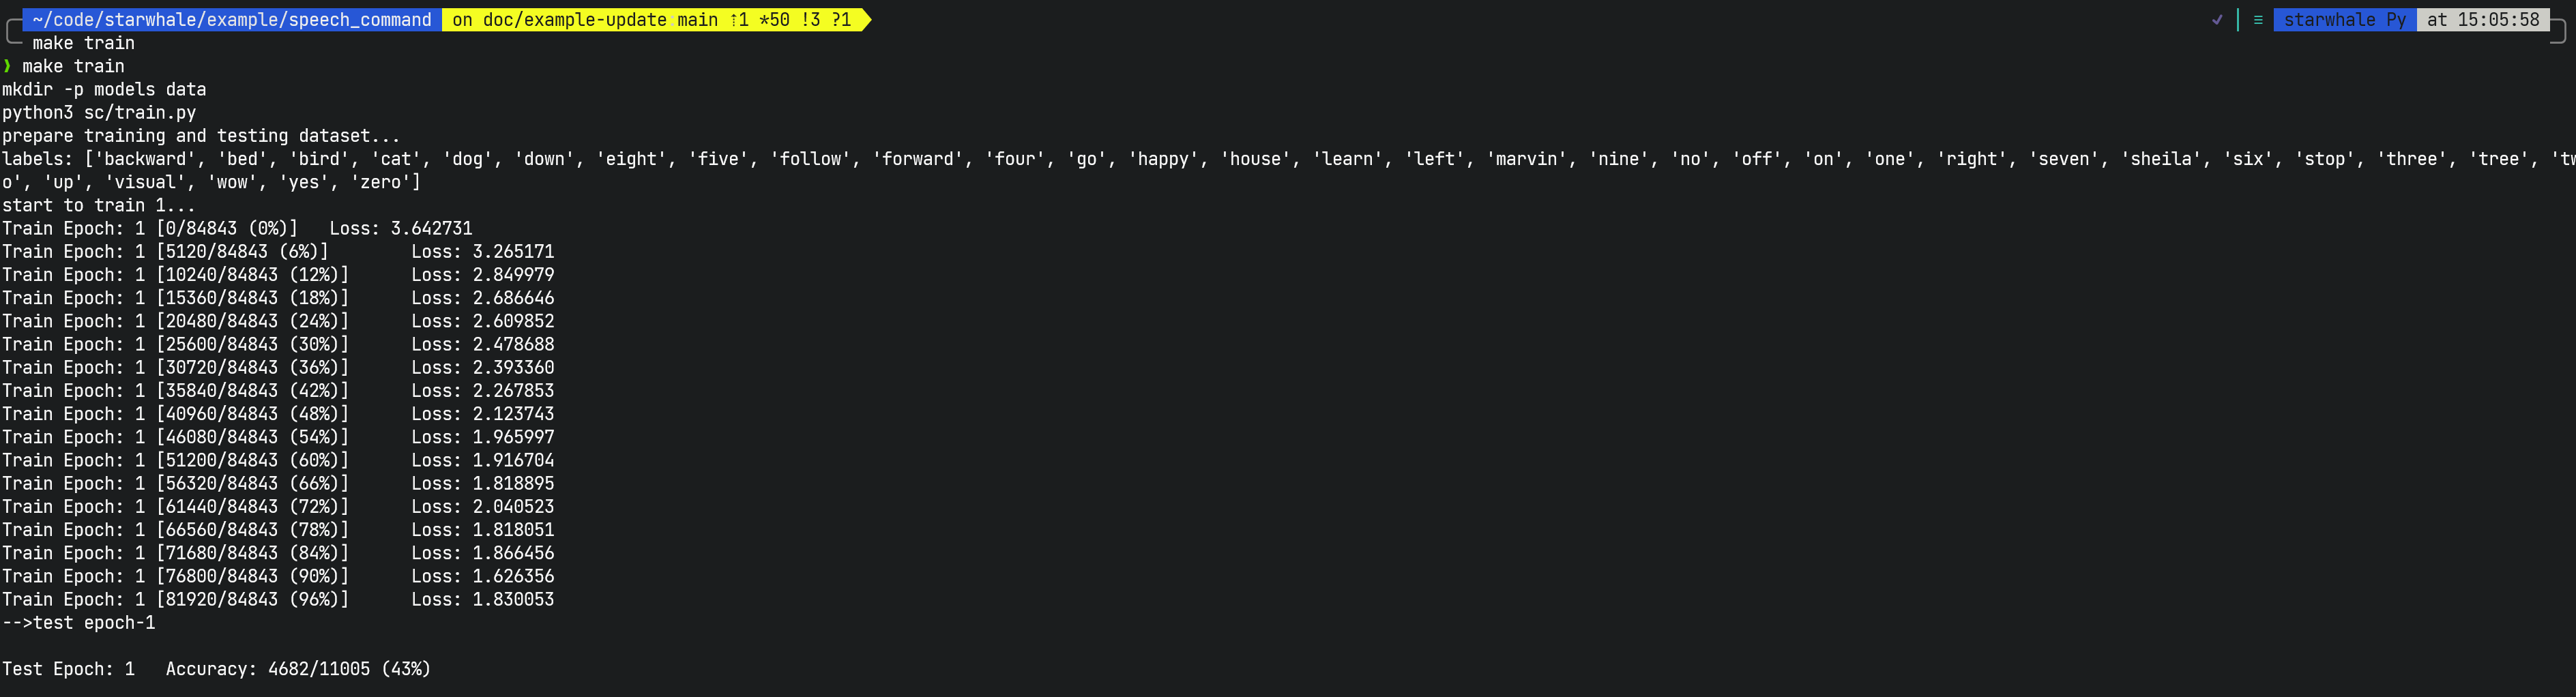 ~/code/starwhale/example/speech_command on doc/example-update main ⇡1 *50 !3 ?1 ✓ ≡ starwhale Py at 15:05:58
make train
❯ make train
mkdir -p models data
python3 sc/train.py
prepare training and testing dataset...
labels: ['backward', 'bed', 'bird', 'cat', 'dog', 'down', 'eight', 'five', 'follow', 'forward', 'four', 'go', 'happy', 'house', 'learn', 'left', 'marvin', 'nine', 'no', 'off', 'on', 'one', 'right', 'seven', 'sheila', 'six', 'stop', 'three', 'tree', 'tw
o', 'up', 'visual', 'wow', 'yes', 'zero']
start to train 1...
Train Epoch: 1 [0/84843 (0%)]	Loss: 3.642731
Train Epoch: 1 [5120/84843 (6%)]	Loss: 3.265171
Train Epoch: 1 [10240/84843 (12%)]	Loss: 2.849979
Train Epoch: 1 [15360/84843 (18%)]	Loss: 2.686646
Train Epoch: 1 [20480/84843 (24%)]	Loss: 2.609852
Train Epoch: 1 [25600/84843 (30%)]	Loss: 2.478688
Train Epoch: 1 [30720/84843 (36%)]	Loss: 2.393360
Train Epoch: 1 [35840/84843 (42%)]	Loss: 2.267853
Train Epoch: 1 [40960/84843 (48%)]	Loss: 2.123743
Train Epoch: 1 [46080/84843 (54%)]	Loss: 1.965997
Train Epoch: 1 [51200/84843 (60%)]	Loss: 1.916704
Train Epoch: 1 [56320/84843 (66%)]	Loss: 1.818895
Train Epoch: 1 [61440/84843 (72%)]	Loss: 2.040523
Train Epoch: 1 [66560/84843 (78%)]	Loss: 1.818051
Train Epoch: 1 [71680/84843 (84%)]	Loss: 1.866456
Train Epoch: 1 [76800/84843 (90%)]	Loss: 1.626356
Train Epoch: 1 [81920/84843 (96%)]	Loss: 1.830053
-->test epoch-1
Test Epoch: 1	Accuracy: 4682/11005 (43%)